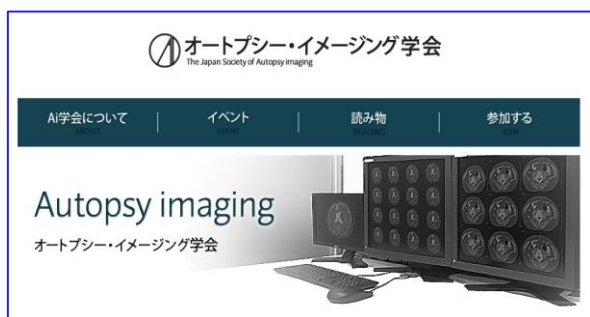 オートプシー・イメージング学会
The Japan Society of Autopsy imaging
Ai学会について イベント 読み物 参加する
ABOUT EVENT READING JOIN
Autopsy imaging
オートプシー・イメージング学会